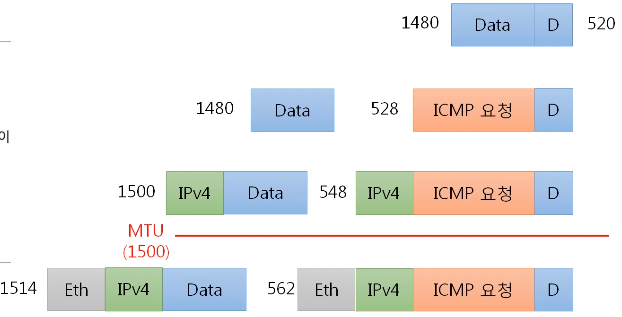 1480 Data D 520
1480 Data 528 ICMP 요청 D
이
1500 IPv4 Data 548 IPv4 ICMP 요청 D
MTU
(1500)
1514 Eth IPv4 Data 562 Eth IPv4 ICMP 요청 D